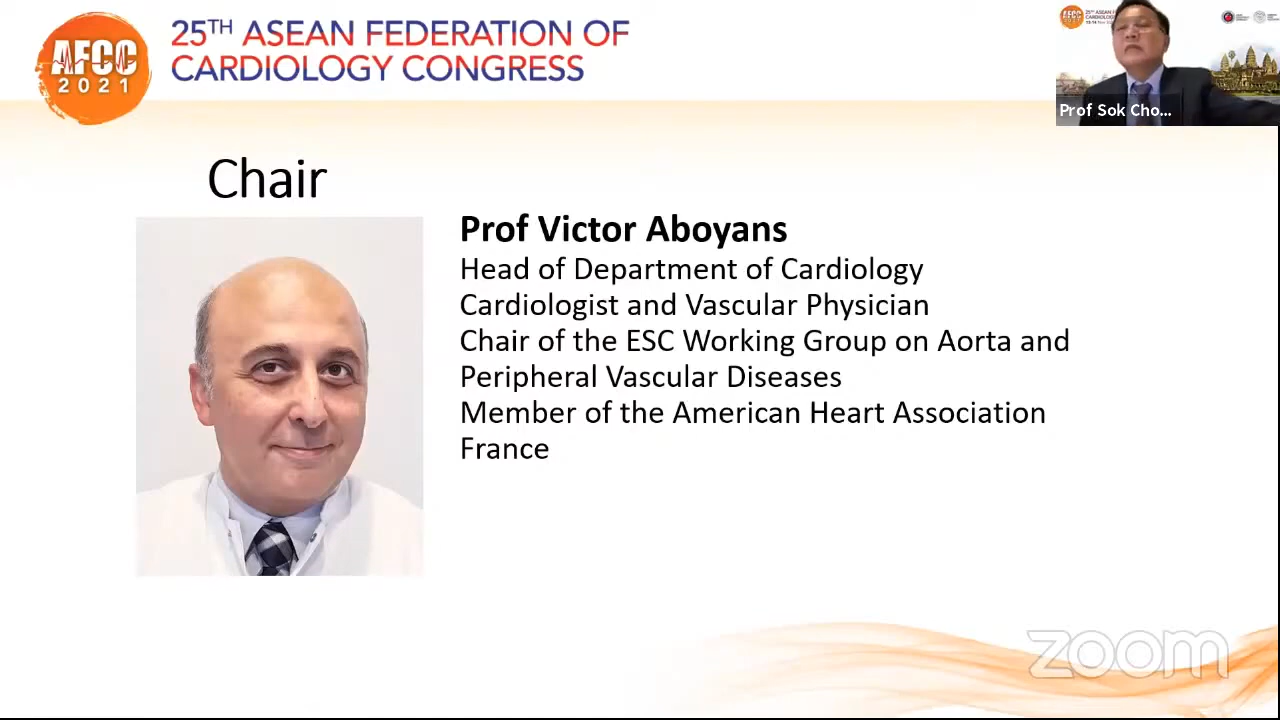 AFCC
2021
25TH ASEAN FEDERATION OF
CARDIOLOGY CONGRESS
Prof Sok Cho...
Chair
Prof Victor Aboyans
Head of Department of Cardiology
Cardiologist and Vascular Physician
Chair of the ESC Working Group on Aorta and
Peripheral Vascular Diseases
Member of the American Heart Association
France
zoom